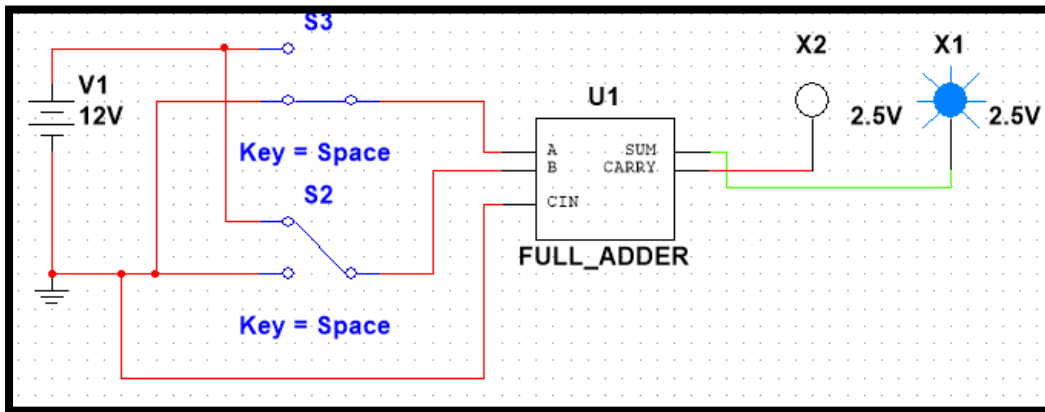 S3
X2
X1
V1
12V
U1
2.5V
2.5V
Key = Space
A
SUM
B
CARRY
S2
CIN
FULL_ADDER
Key = Space